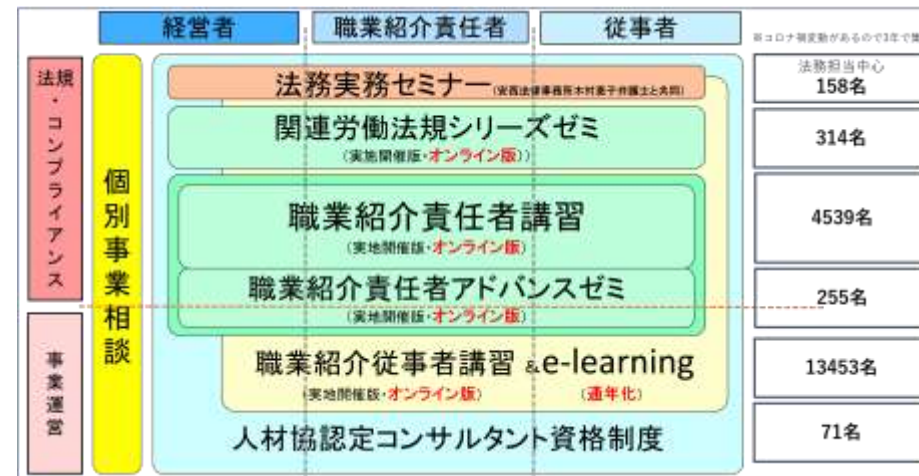 経営者
職業紹介責任者
従事者
法規・コンプライアンス
事業運営
個別事業相談
法務実務セミナー
関連労働法規シリーズゼミ
(実施開催版・オンライン版))
職業紹介責任者講習
(実地開催版・オンライン版)
職業紹介責任者アドバンスゼミ
(実地開催版・オンライン版)
職業紹介従事者講習 &e-learning
(実地開催版・オンライン版) (通年化)
人材協認定コンサルタント資格制度
法務担当中心
158名
314名
4539名
255名
13453名
71名